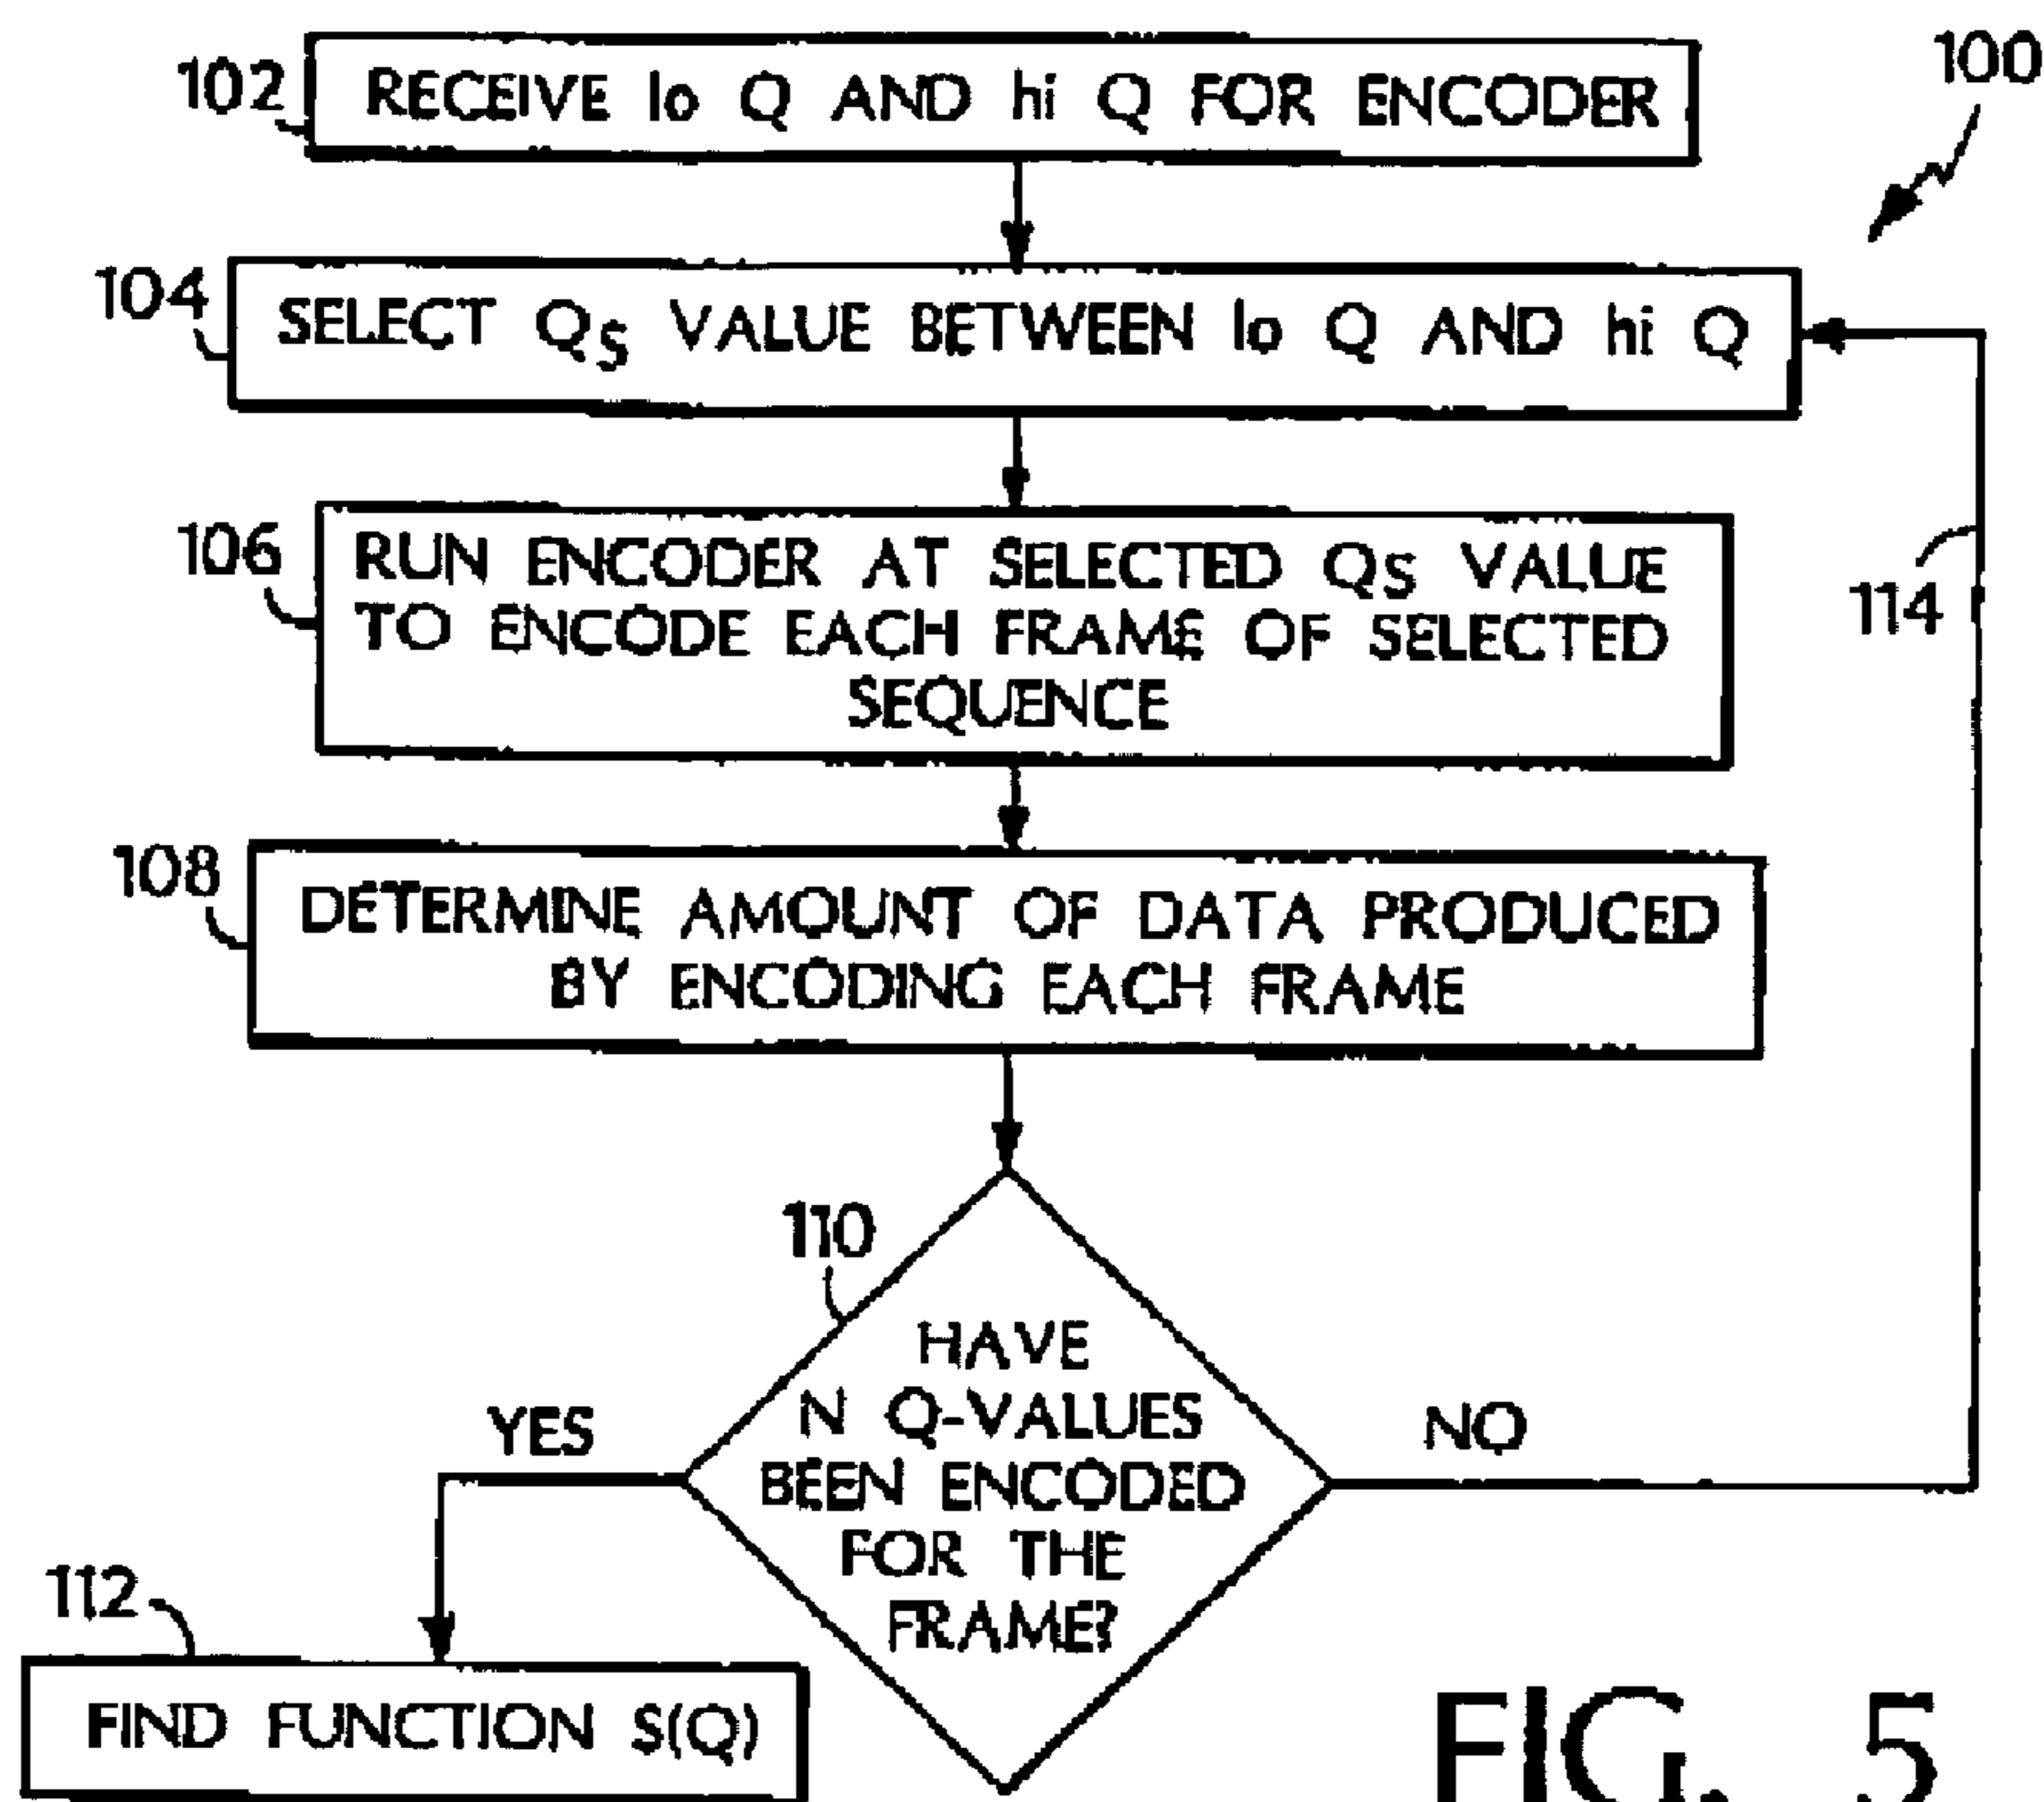 100
102
RECEIVE lo Q AND hi Q FOR ENCODER
104
SELECT QS VALUE BETWEEN lo Q AND hi Q
106
RUN ENCODER AT SELECTED QS VALUE
TO ENCODE EACH FRAME OF SELECTED
SEQUENCE
114
108
DETERMINE AMOUNT OF DATA PRODUCED
BY ENCODING EACH FRAME
110
HAVE
N Q-VALUES
BEEN ENCODED
FOR THE
FRAME?
YES
NO
112
FIND FUNCTION S(Q)
FIG. 5